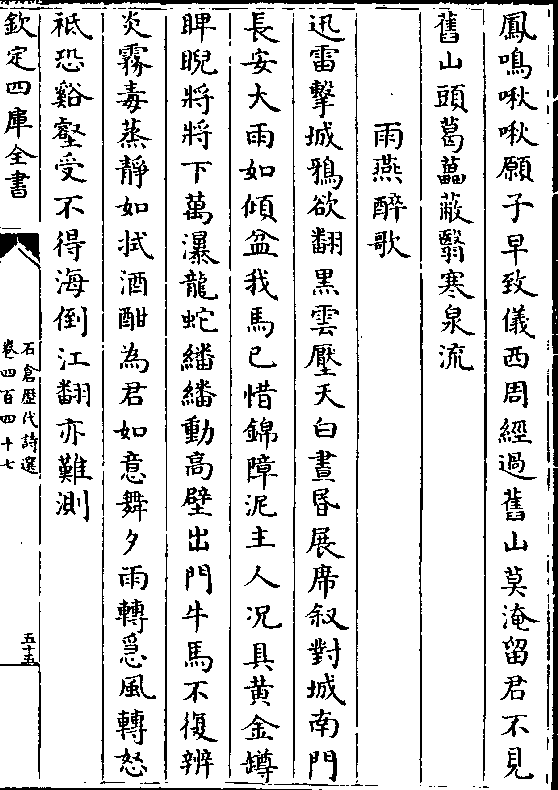 鳳鳴啾啾願子早致儀西周經過舊山莫淹留君不見
舊山頭葛藟蔽翳寒泉流
雨燕醉歌
迅雷擊城鴉欲翻黒雲壓天白晝昏展席叙對城南門
長安大雨如傾盆我馬已惜錦障泥主人况具黄金罇
睥睨將將下萬瀑龍蛇繙繙動高壁出門牛馬不復辨
炎霧毒蒸靜如拭酒酣為君如意舞夕雨轉急風轉怒
祗恐谿壑受不得海倒江翻亦難測
欽定四庫全書
石倉歴代詩選
卷四百四十七
五十五